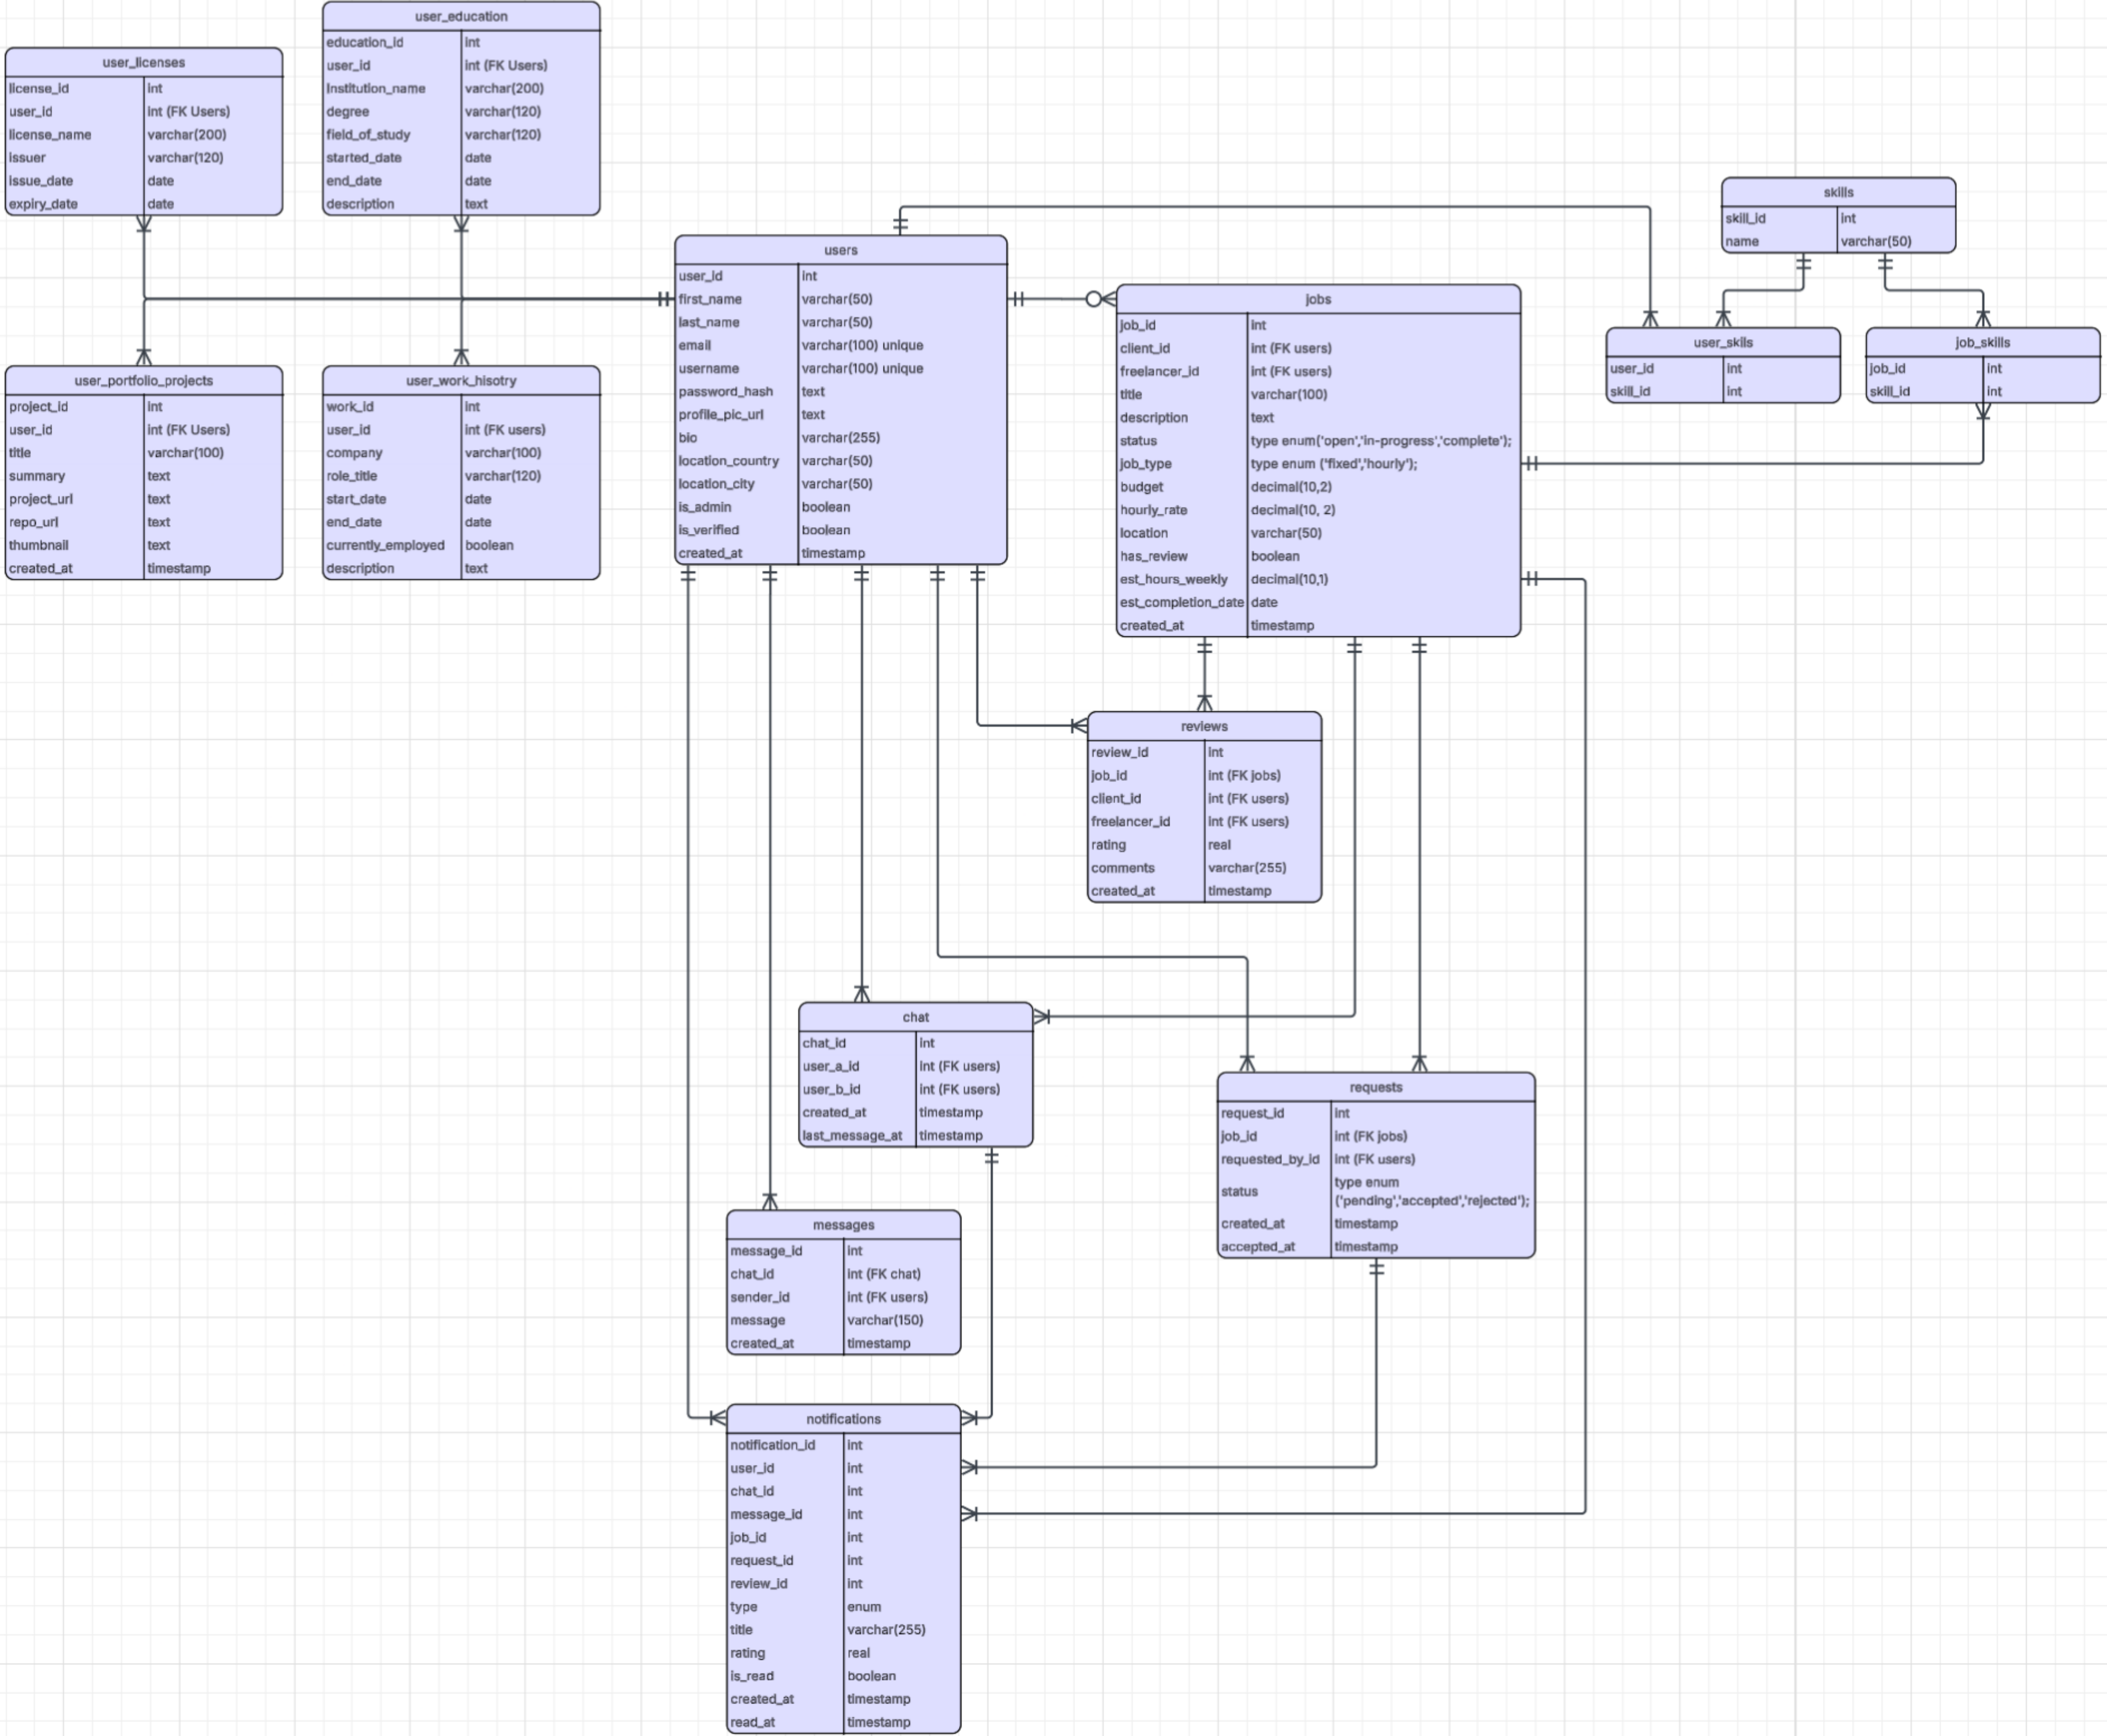 user_education
education_id int
user_id int (FK Users)
institution_name varchar(200)
degree varchar(120)
field_of_study varchar(120)
started_date date
end_date date
description text
user_licenses
license_id int
user_id int (FK Users)
license_name varchar(200)
issuer varchar(120)
issue_date date
expiry_date date
user_portfolio_projects
project_id int
user_id int (FK Users)
title varchar(100)
summary text
project_url text
repo_url text
thumbnail text
created_at timestamp
user_work_hisotry
work_id int
user_id int (FK users)
company varchar(100)
role_title varchar(120)
start_date date
end_date date
currently_employed boolean
description text
users
user_id int
first_name varchar(50)
last_name varchar(50)
email varchar(100) unique
username varchar(100) unique
password_hash text
profile_pic_url text
bio varchar(255)
location_country varchar(50)
location_city varchar(50)
is_admin boolean
is_verified boolean
created_at timestamp
jobs
job_id int
client_id int (FK users)
freelancer_id int (FK users)
title varchar(100)
description text
status type enum('open','in-progress','complete');
job_type type enum ('fixed','hourly');
budget decimal(10,2)
hourly_rate decimal(10, 2)
location varchar(50)
has_review boolean
est_hours_weekly decimal(10,1)
est_completion_date date
created_at timestamp
skills
skill_id int
name varchar(50)
user_skils
user_id int
skill_id int
job_skills
job_id int
skill_id int
reviews
review_id int
job_id int (FK jobs)
client_id int (FK users)
freelancer_id int (FK users)
rating real
comments varchar(255)
created_at timestamp
chat
chat_id int
user_a_id int (FK users)
user_b_id int (FK users)
created_at timestamp
last_message_at timestamp
requests
request_id int
job_id int (FK jobs)
requested_by_id int (FK users)
status type enum
('pending','accepted','rejected');
created_at timestamp
accepted_at timestamp
messages
message_id int
chat_id int (FK chat)
sender_id int (FK users)
message varchar(150)
created_at timestamp
notifications
notification_id int
user_id int
chat_id int
message_id int
job_id int
request_id int
review_id int
type enum
title varchar(255)
rating real
is_read boolean
created_at timestamp
read_at timestamp